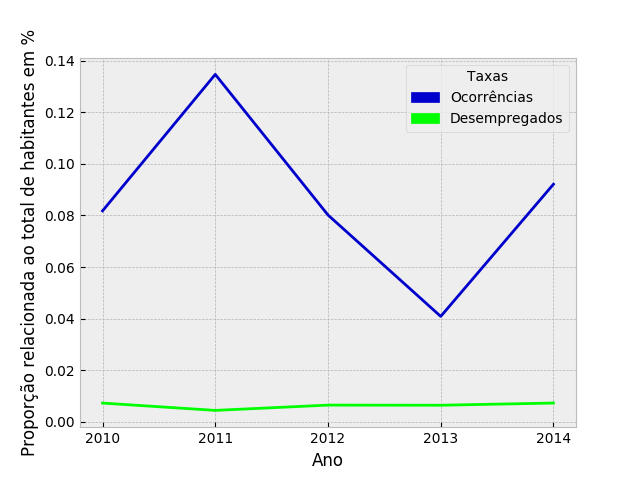 Proporção relacionada ao total de habitantes em %
0.14
0.12
0.10
0.08
0.06
0.04
0.02
0.00
Taxas
Ocorrências
Desempregados
2010 2011 2012 2013 2014
Ano